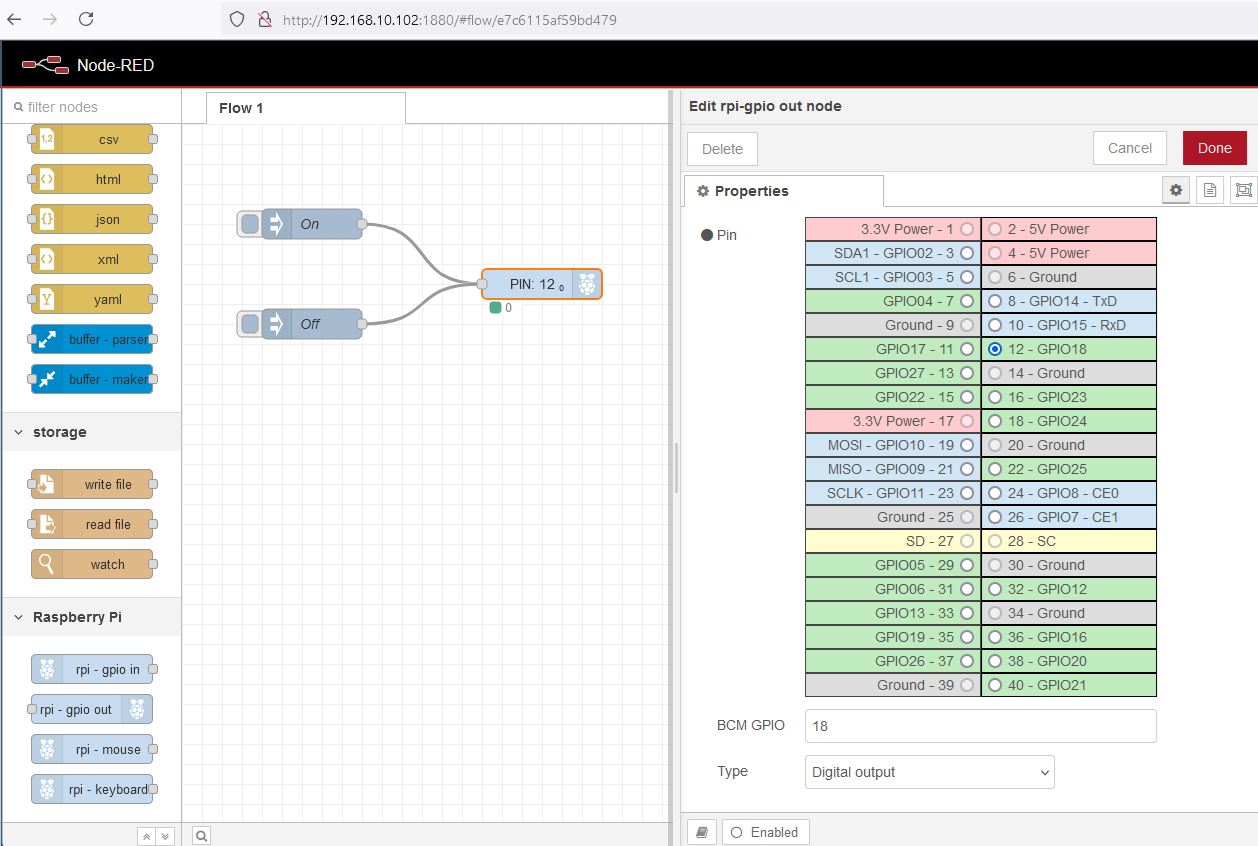 http://192.168.10.102:1880/#flow/e7c6115af59bd479
Node-RED
filter nodes
csv
html
json
xml
yaml
buffer - parser
buffer - maker
storage
write file
read file
watch
Raspberry Pi
rpi - gpio in
rpi - gpio out
rpi - mouse
rpi - keyboard
Flow 1
On
Off
PIN: 12 0
0
Edit rpi-gpio out node
Delete
Cancel
Done
Properties
Pin
3.3V Power - 1 2 - 5V Power
SDA1 - GPIO02 - 3 4 - 5V Power
SCL1 - GPIO03 - 5 6 - Ground
GPIO04 - 7 8 - GPIO14 - TxD
Ground - 9 10 - GPIO15 - RxD
GPIO17 - 11 12 - GPIO18
GPIO27 - 13 14 - Ground
GPIO22 - 15 16 - GPIO23
3.3V Power - 17 18 - GPIO24
MOSI - GPIO10 - 19 20 - Ground
MISO - GPIO09 - 21 22 - GPIO25
SCLK - GPIO11 - 23 24 - GPIO8 - CE0
Ground - 25 26 - GPIO7 - CE1
SD - 27 28 - SC
GPIO05 - 29 30 - Ground
GPIO06 - 31 32 - GPIO12
GPIO13 - 33 34 - Ground
GPIO19 - 35 36 - GPIO16
GPIO26 - 37 38 - GPIO20
Ground - 39 40 - GPIO21
BCM GPIO 18
Type Digital output
Enabled